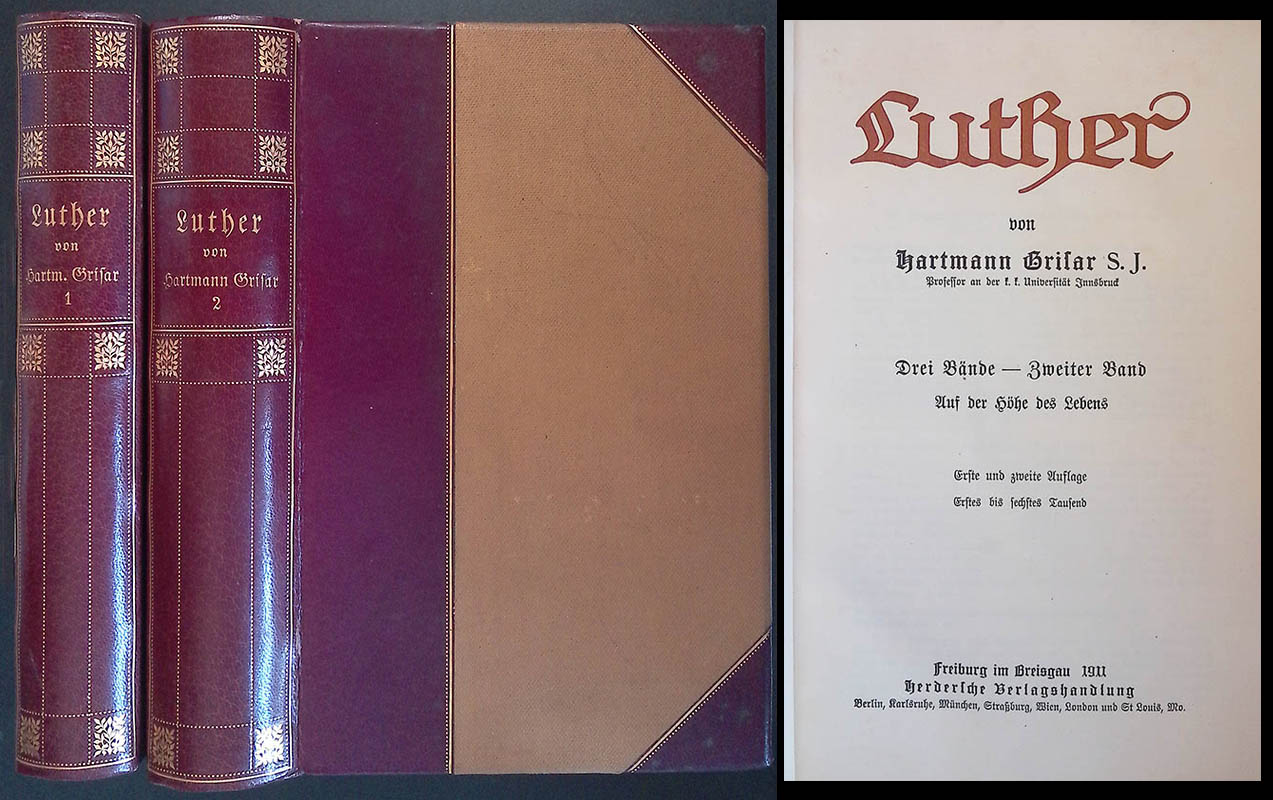 Luther
von
Hartm. Griſar
1
Luther
von
Hartmann Griſar
2
Luther
von
Hartmann Griſar S. J.
Profeſſor an der k. k. Univerſität Innsbruck
Drei Bände — Zweiter Band
Auf der Höhe des Lebens
Erſte und zweite Auflage
Erſtes bis ſechſtes Tauſend
Freiburg im Breisgau 1911
Herderſche Verlagshandlung
Berlin, Karlsruhe, München, Straßburg, Wien, London und St Louis, Mo.